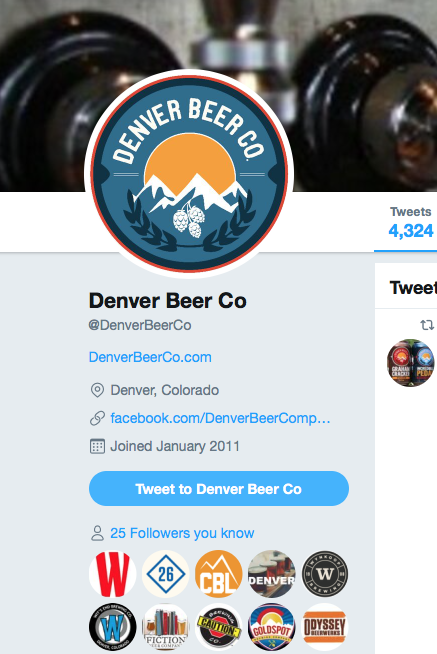 DENVER BEER CO.
Tweets
4,324
Denver Beer Co
@DenverBeerCo
DenverBeerCo.com
Denver, Colorado
facebook.com/DenverBeerComp...
Joined January 2011
Tweet to Denver Beer Co
Tweet
25 Followers you know
W
26
CBL
DENVER
W
W
FICTION
CAUTION:
GOLDSPOT
ODYSSEY
BEERWERKS